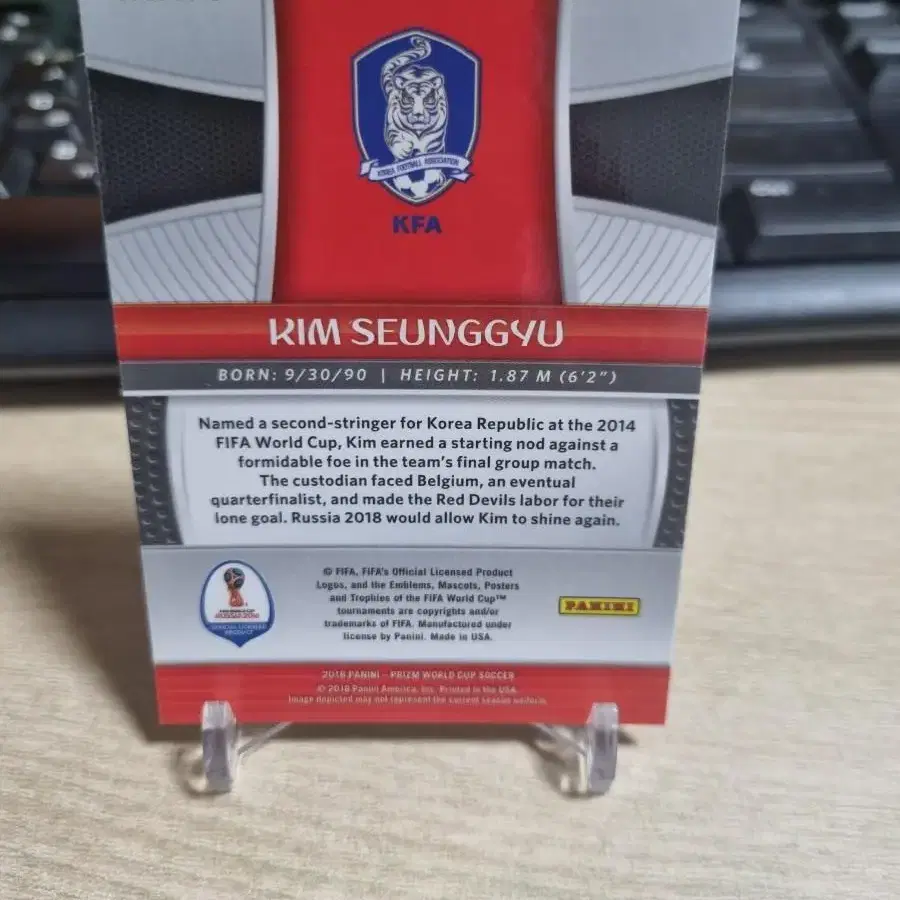 KOREA FOOTBALL ASSOCIATION
KFA
KIM SEUNGGYU
BORN: 9/30/90 | HEIGHT: 1.87 M (6'2")
Named a second-stringer for Korea Republic at the 2014
FIFA World Cup, Kim earned a starting nod against a
formidable foe in the team's final group match.
The custodian faced Belgium, an eventual
quarterfinalist, and made the Red Devils labor for their
lone goal. Russia 2018 would allow Kim to shine again.
© FIFA, FIFA's Official Licensed Product
Logos, and the Emblems, Mascots, Posters
and Trophies of the FIFA World Cup™
tournaments are copyrights and/or
trademarks of FIFA. Manufactured under
license by Panini. Made in USA.
FIFA WORLD CUP
RUSSIA 2018
OFFICIAL LICENSED
PRODUCT
PANINI
2018 PANINI – PRIZM WORLD CUP SOCCER
© 2018 Panini America, Inc. Printed in the USA.
Image depicted may not represent the current season uniform.